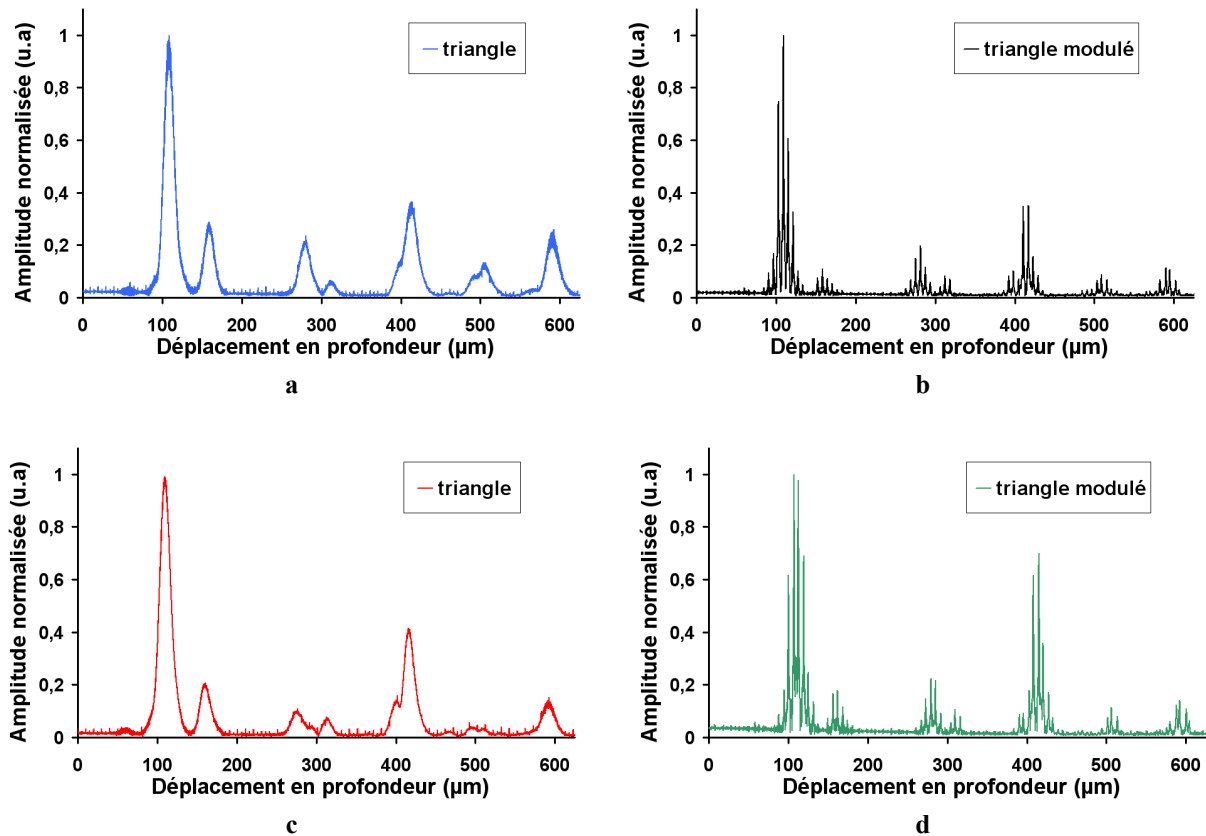 Amplitude normalisée (u.a)
1
0,8
0,6
0,4
0,2
0
triangle
0 100 200 300 400 500 600
Déplacement en profondeur (µm)
a
Amplitude normalisée (u.a)
1
0,8
0,6
0,4
0,2
0
triangle modulé
0 100 200 300 400 500 600
Déplacement en profondeur (µm)
b
Amplitude normalisée (u.a)
1
0,8
0,6
0,4
0,2
0
triangle
0 100 200 300 400 500 600
Déplacement en profondeur (µm)
c
Amplitude normalisée (u.a)
1
0,8
0,6
0,4
0,2
0
triangle modulé
0 100 200 300 400 500 600
Déplacement en profondeur (µm)
d